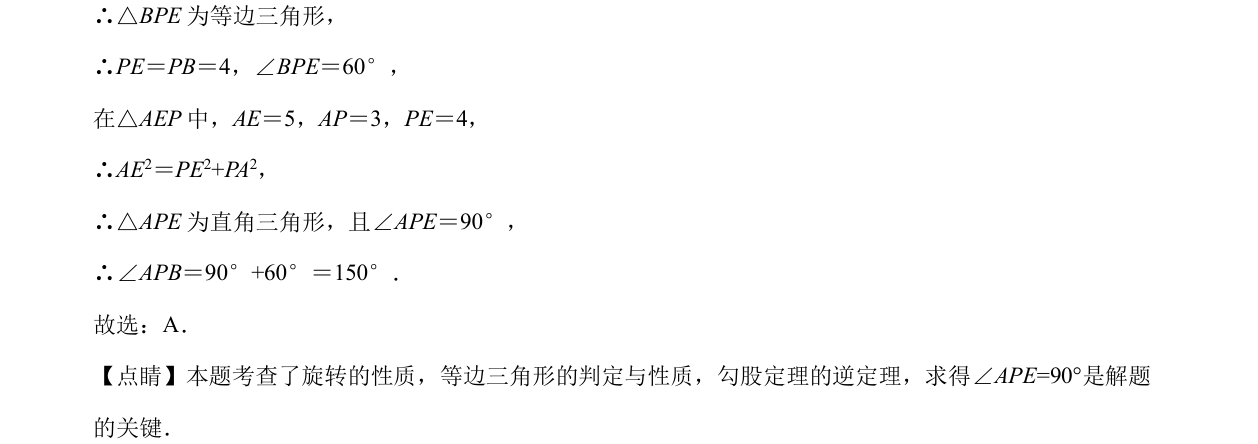 ∴△BPE 为等边三角形，
∴PE＝PB＝4，∠BPE＝60°，
在△AEP 中，AE＝5，AP＝3，PE＝4，
∴AE²＝PE²+PA²，
∴△APE 为直角三角形，且∠APE＝90°，
∴∠APB＝90°+60°＝150°．
故选：A．
【点睛】本题考查了旋转的性质，等边三角形的判定与性质，勾股定理的逆定理，求得∠APE=90°是解题
的关键．